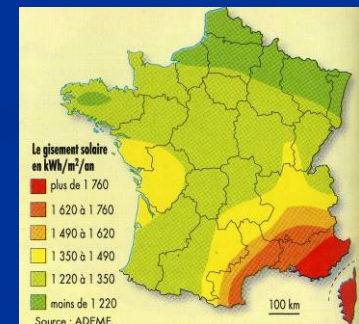 Le gisement solaire
en kWh/m²/an
plus de 1 760
1 620 à 1 760
1 490 à 1 620
1 350 à 1 490
1 220 à 1 350
moins de 1 220
100 km
Source : ADEME